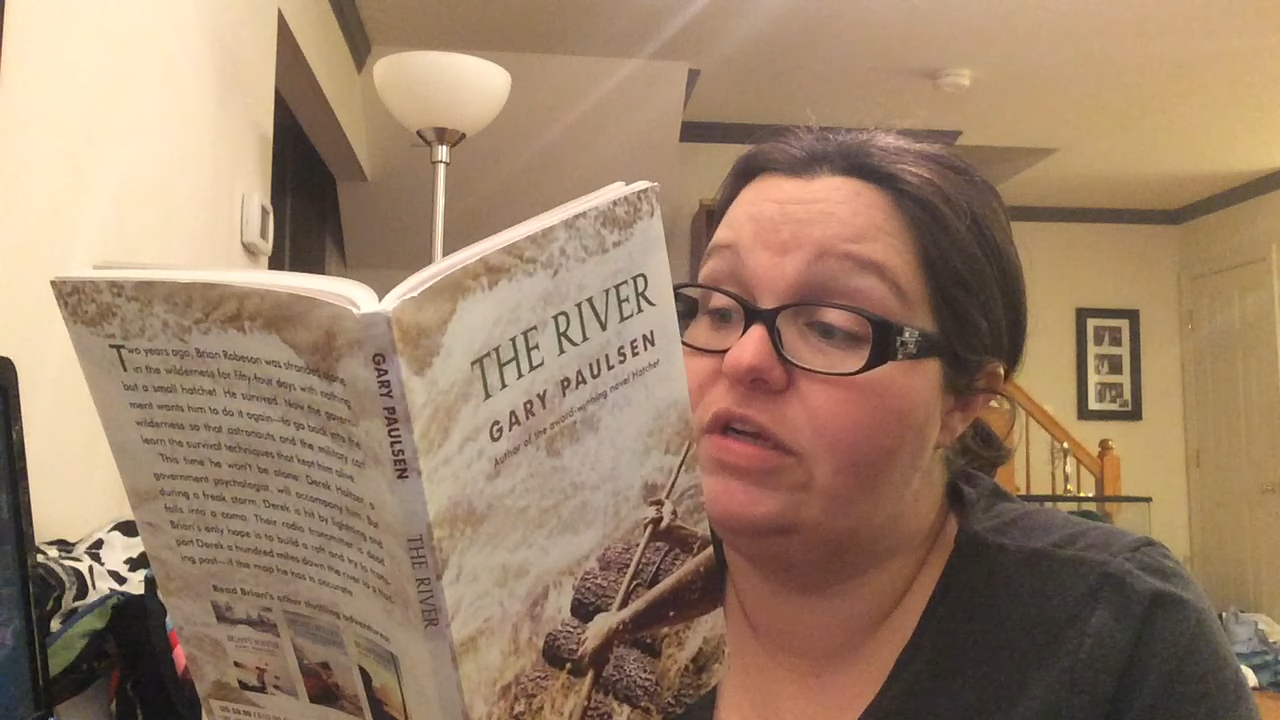 Two years ago, Brian Robeson was stranded alone
in the wilderness for fifty-four days with nothing
but a small hatchet. He survived. Now the govern-
ment wants him to do it again—to go back into the
wilderness so that astronauts and the military can
learn the survival techniques that kept him alive.
This time he won't be alone: Derek Holtzer, a
government psychologist, will accompany him. But
during a freak storm, Derek is hit by lightning and
falls into a coma. Their radio transmitter is dead.
Brian's only hope is to build a raft and try to trans-
port Derek a hundred miles down the river to a trad-
ing post—if the map he has is accurate.
Read Brian's other thrilling adventures!
BRIAN'S WINTER
GARY PAULSEN
THE RIVER
THE RIVER
GARY PAULSEN
Author of the award-winning novel Hatchet